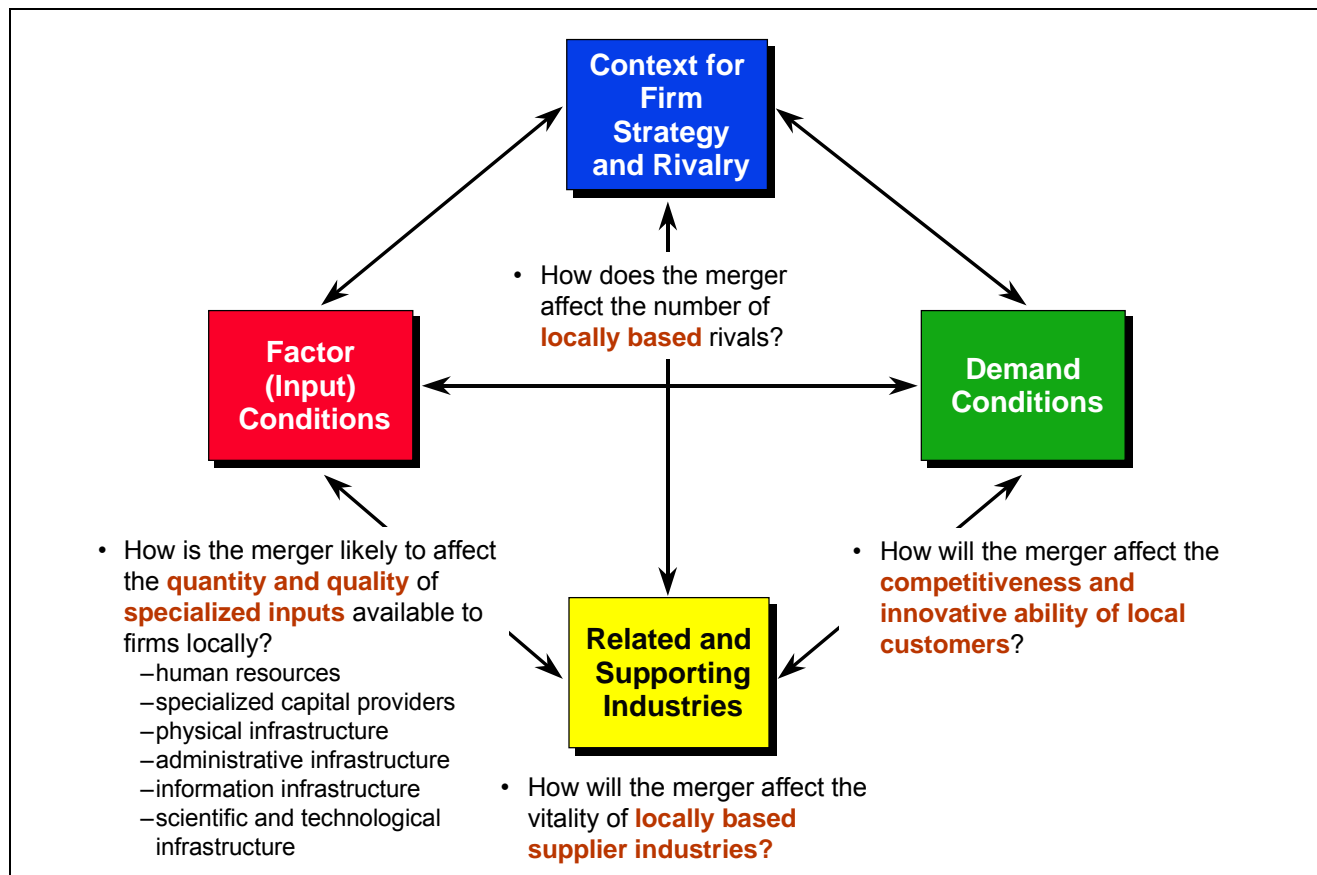 Context for
Firm
Strategy
and Rivalry
• How does the merger
affect the number of
locally based rivals?
Factor
(Input)
Conditions
Demand
Conditions
• How is the merger likely to affect
the quantity and quality of
specialized inputs available to
firms locally?
–human resources
–specialized capital providers
–physical infrastructure
–administrative infrastructure
–information infrastructure
–scientific and technological
infrastructure
Related and
Supporting
Industries
• How will the merger affect the
vitality of locally based
supplier industries?
• How will the merger affect the
competitiveness and
innovative ability of local
customers?